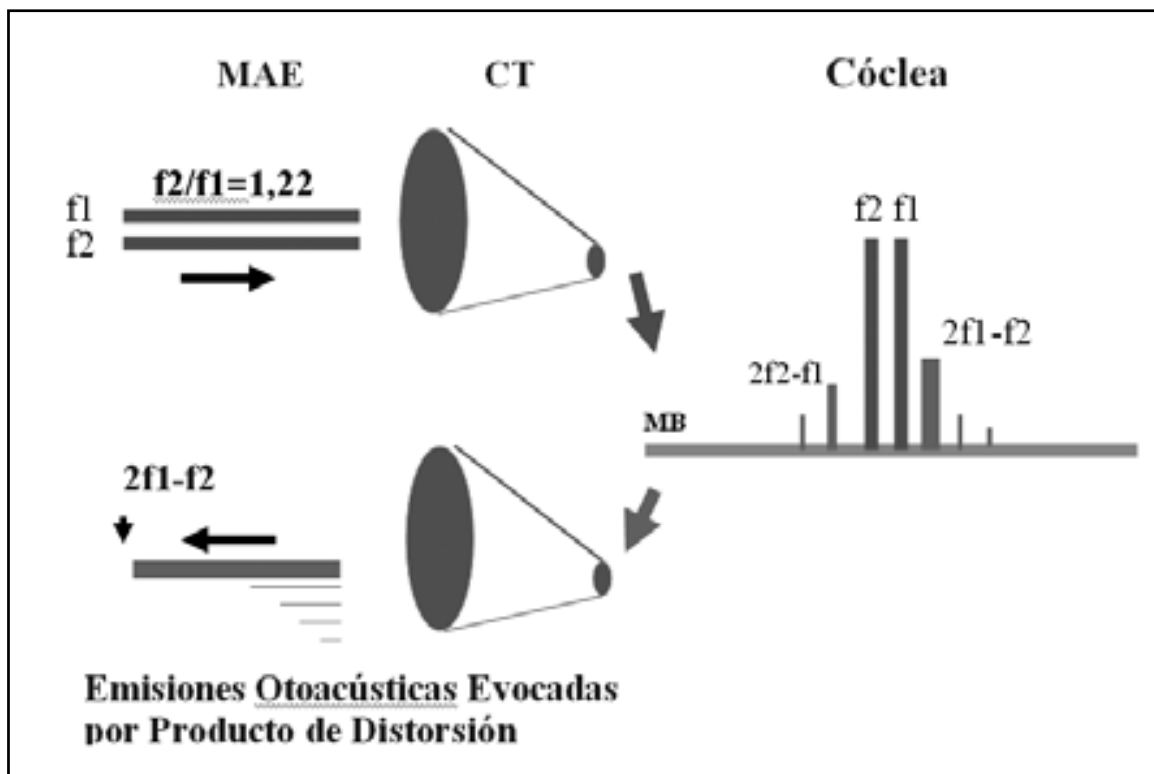 MAE
CT
Cóclea
f2/f1=1,22
f1
f2
f2 f1
2f1-f2
2f2-f1
MB
2f1-f2
Emisiones Otoacústicas Evocadas
por Producto de Distorsión